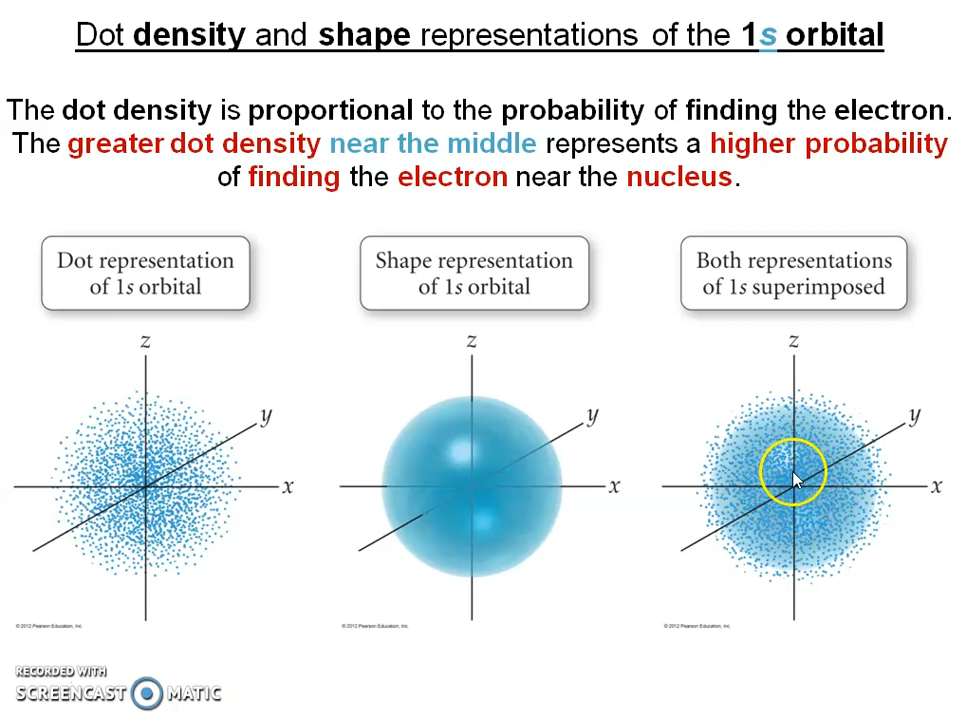 Dot density and shape representations of the 1s orbital
The dot density is proportional to the probability of finding the electron.
The greater dot density near the middle represents a higher probability
of finding the electron near the nucleus.
Dot representation
of 1s orbital
Shape representation
of 1s orbital
Both representations
of 1s superimposed
z
y
x
z
y
x
z
y
x
© 2012 Pearson Education, Inc.
© 2012 Pearson Education, Inc.
© 2012 Pearson Education, Inc.
RECORDED WITH
SCREENCAST MATIC